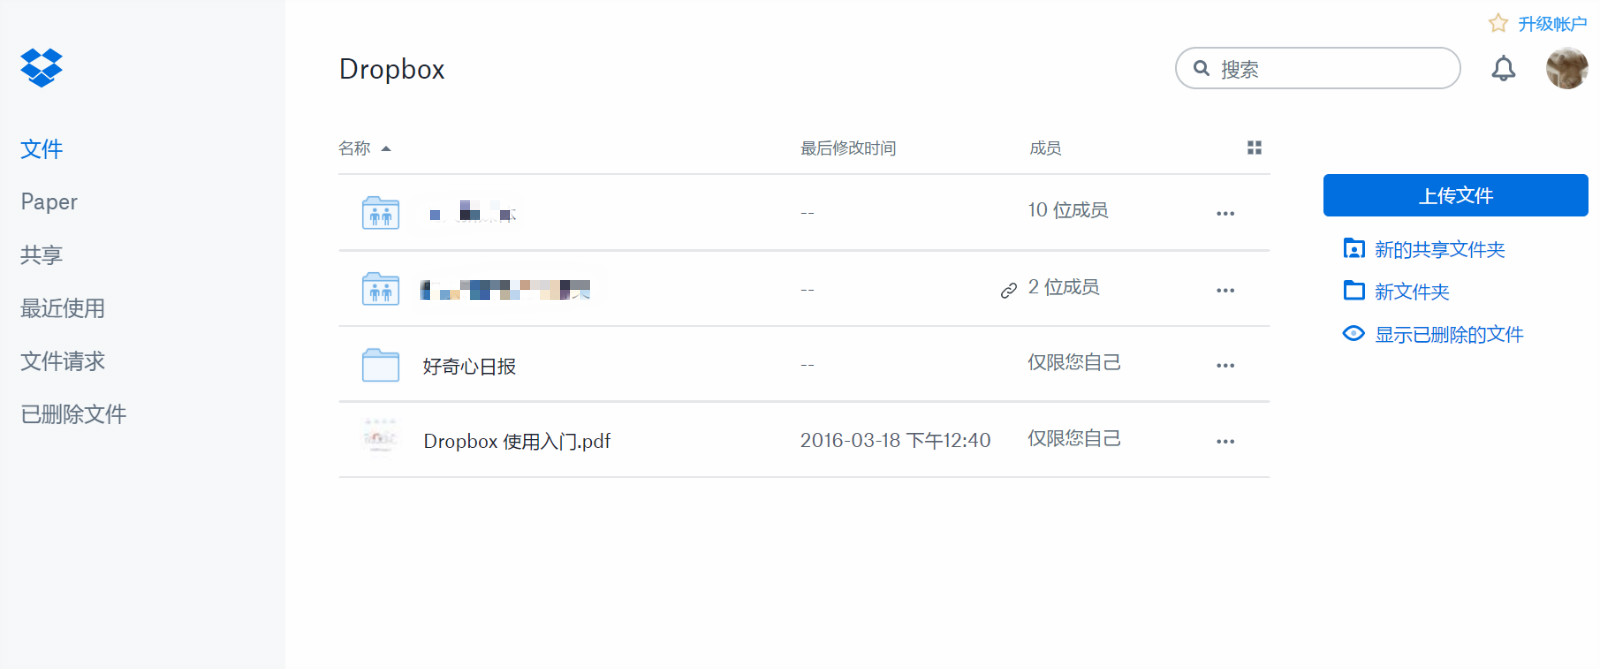 升级帐户
Dropbox
搜索
文件
Paper
共享
最近使用
文件请求
已删除文件
名称 最后修改时间 成员
-- 10 位成员
-- 2 位成员
好奇心日报 -- 仅限您自己
Dropbox 使用入门.pdf 2016-03-18 下午12:40 仅限您自己
上传文件
新的共享文件夹
新文件夹
显示已删除的文件